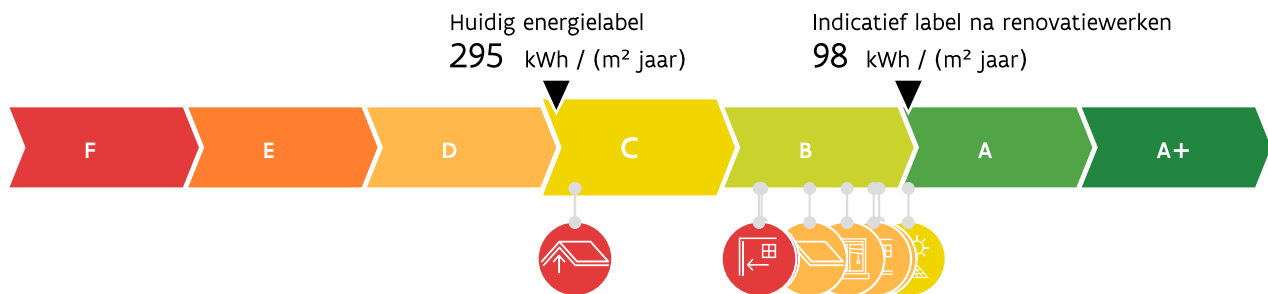 Huidig energielabel
295 kWh / (m² jaar)
Indicatief label na renovatiewerken
98 kWh / (m² jaar)
F E D C B A A+